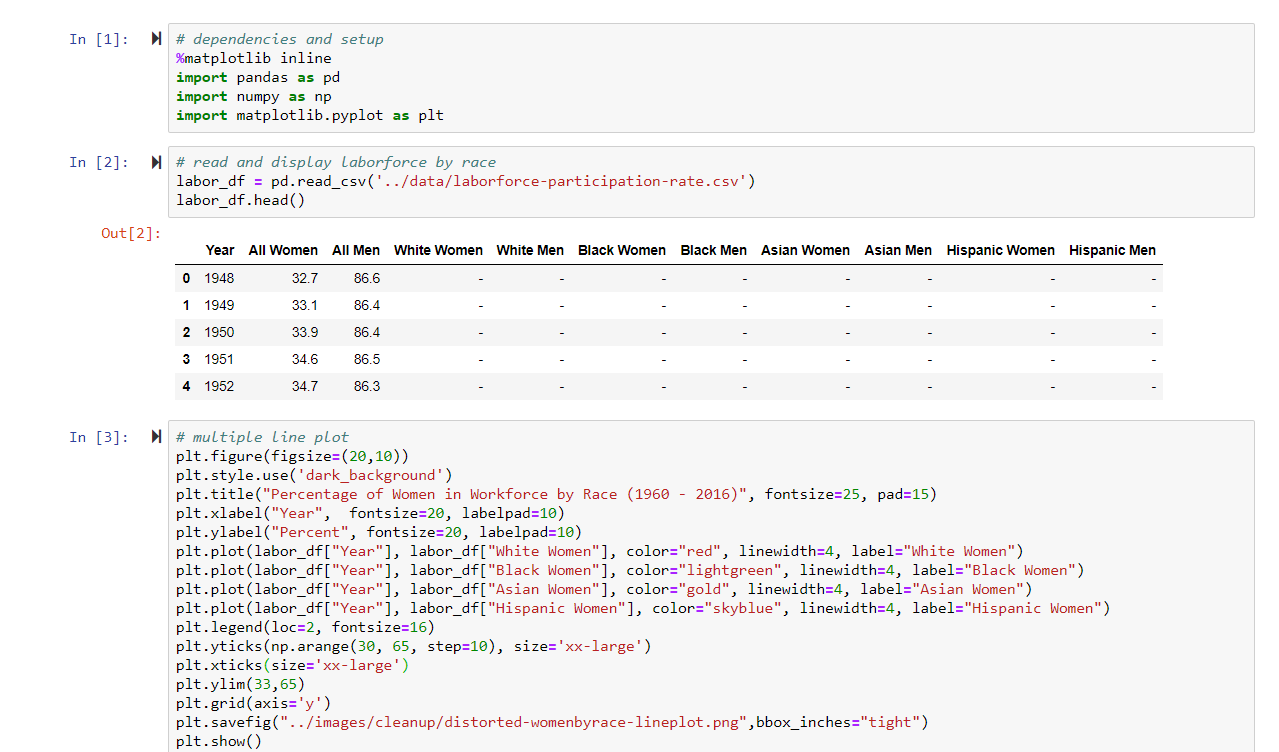 In [1]:
# dependencies and setup
%matplotlib inline
import pandas as pd
import numpy as np
import matplotlib.pyplot as plt
In [2]:
# read and display laborforce by race
labor_df = pd.read_csv('../data/laborforce-participation-rate.csv')
labor_df.head()
Out[2]:
Year All Women All Men White Women White Men Black Women Black Men Asian Women Asian Men Hispanic Women Hispanic Men
0 1948 32.7 86.6 - - - - - - - -
1 1949 33.1 86.4 - - - - - - - -
2 1950 33.9 86.4 - - - - - - - -
3 1951 34.6 86.5 - - - - - - - -
4 1952 34.7 86.3 - - - - - - - -
In [3]:
# multiple line plot
plt.figure(figsize=(20,10))
plt.style.use('dark_background')
plt.title("Percentage of Women in Workforce by Race (1960 - 2016)", fontsize=25, pad=15)
plt.xlabel("Year",  fontsize=20, labelpad=10)
plt.ylabel("Percent", fontsize=20, labelpad=10)
plt.plot(labor_df["Year"], labor_df["White Women"], color="red", linewidth=4, label="White Women")
plt.plot(labor_df["Year"], labor_df["Black Women"], color="lightgreen", linewidth=4, label="Black Women")
plt.plot(labor_df["Year"], labor_df["Asian Women"], color="gold", linewidth=4, label="Asian Women")
plt.plot(labor_df["Year"], labor_df["Hispanic Women"], color="skyblue", linewidth=4, label="Hispanic Women")
plt.legend(loc=2, fontsize=16)
plt.yticks(np.arange(30, 65, step=10), size='xx-large')
plt.xticks(size='xx-large')
plt.ylim(33,65)
plt.grid(axis='y')
plt.savefig("../images/cleanup/distorted-womenbyrace-lineplot.png",bbox_inches="tight")
plt.show()